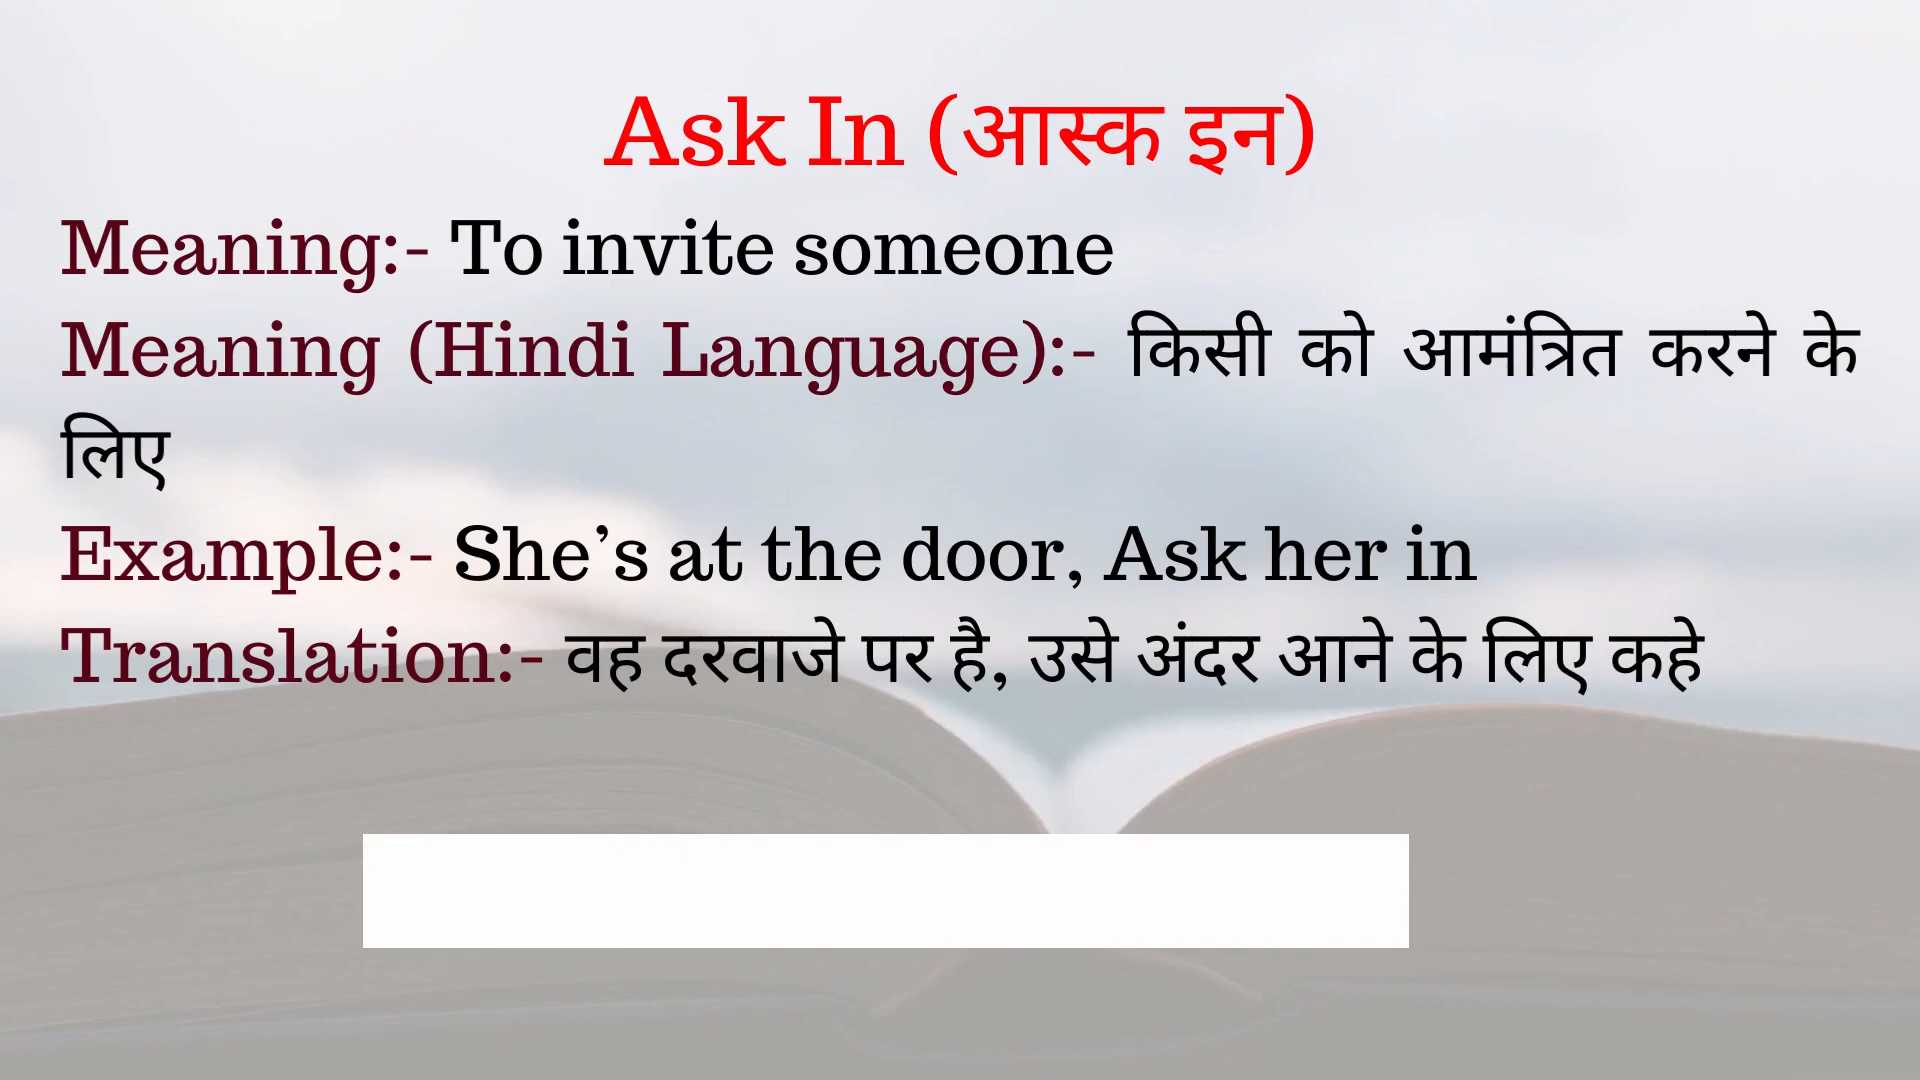 Ask In (आस्क इन)
Meaning:- To invite someone
Meaning (Hindi Language):- किसी को आमंत्रित करने के
लिए
Example:- She’s at the door, Ask her in
Translation:- वह दरवाजे पर है, उसे अंदर आने के लिए कहे